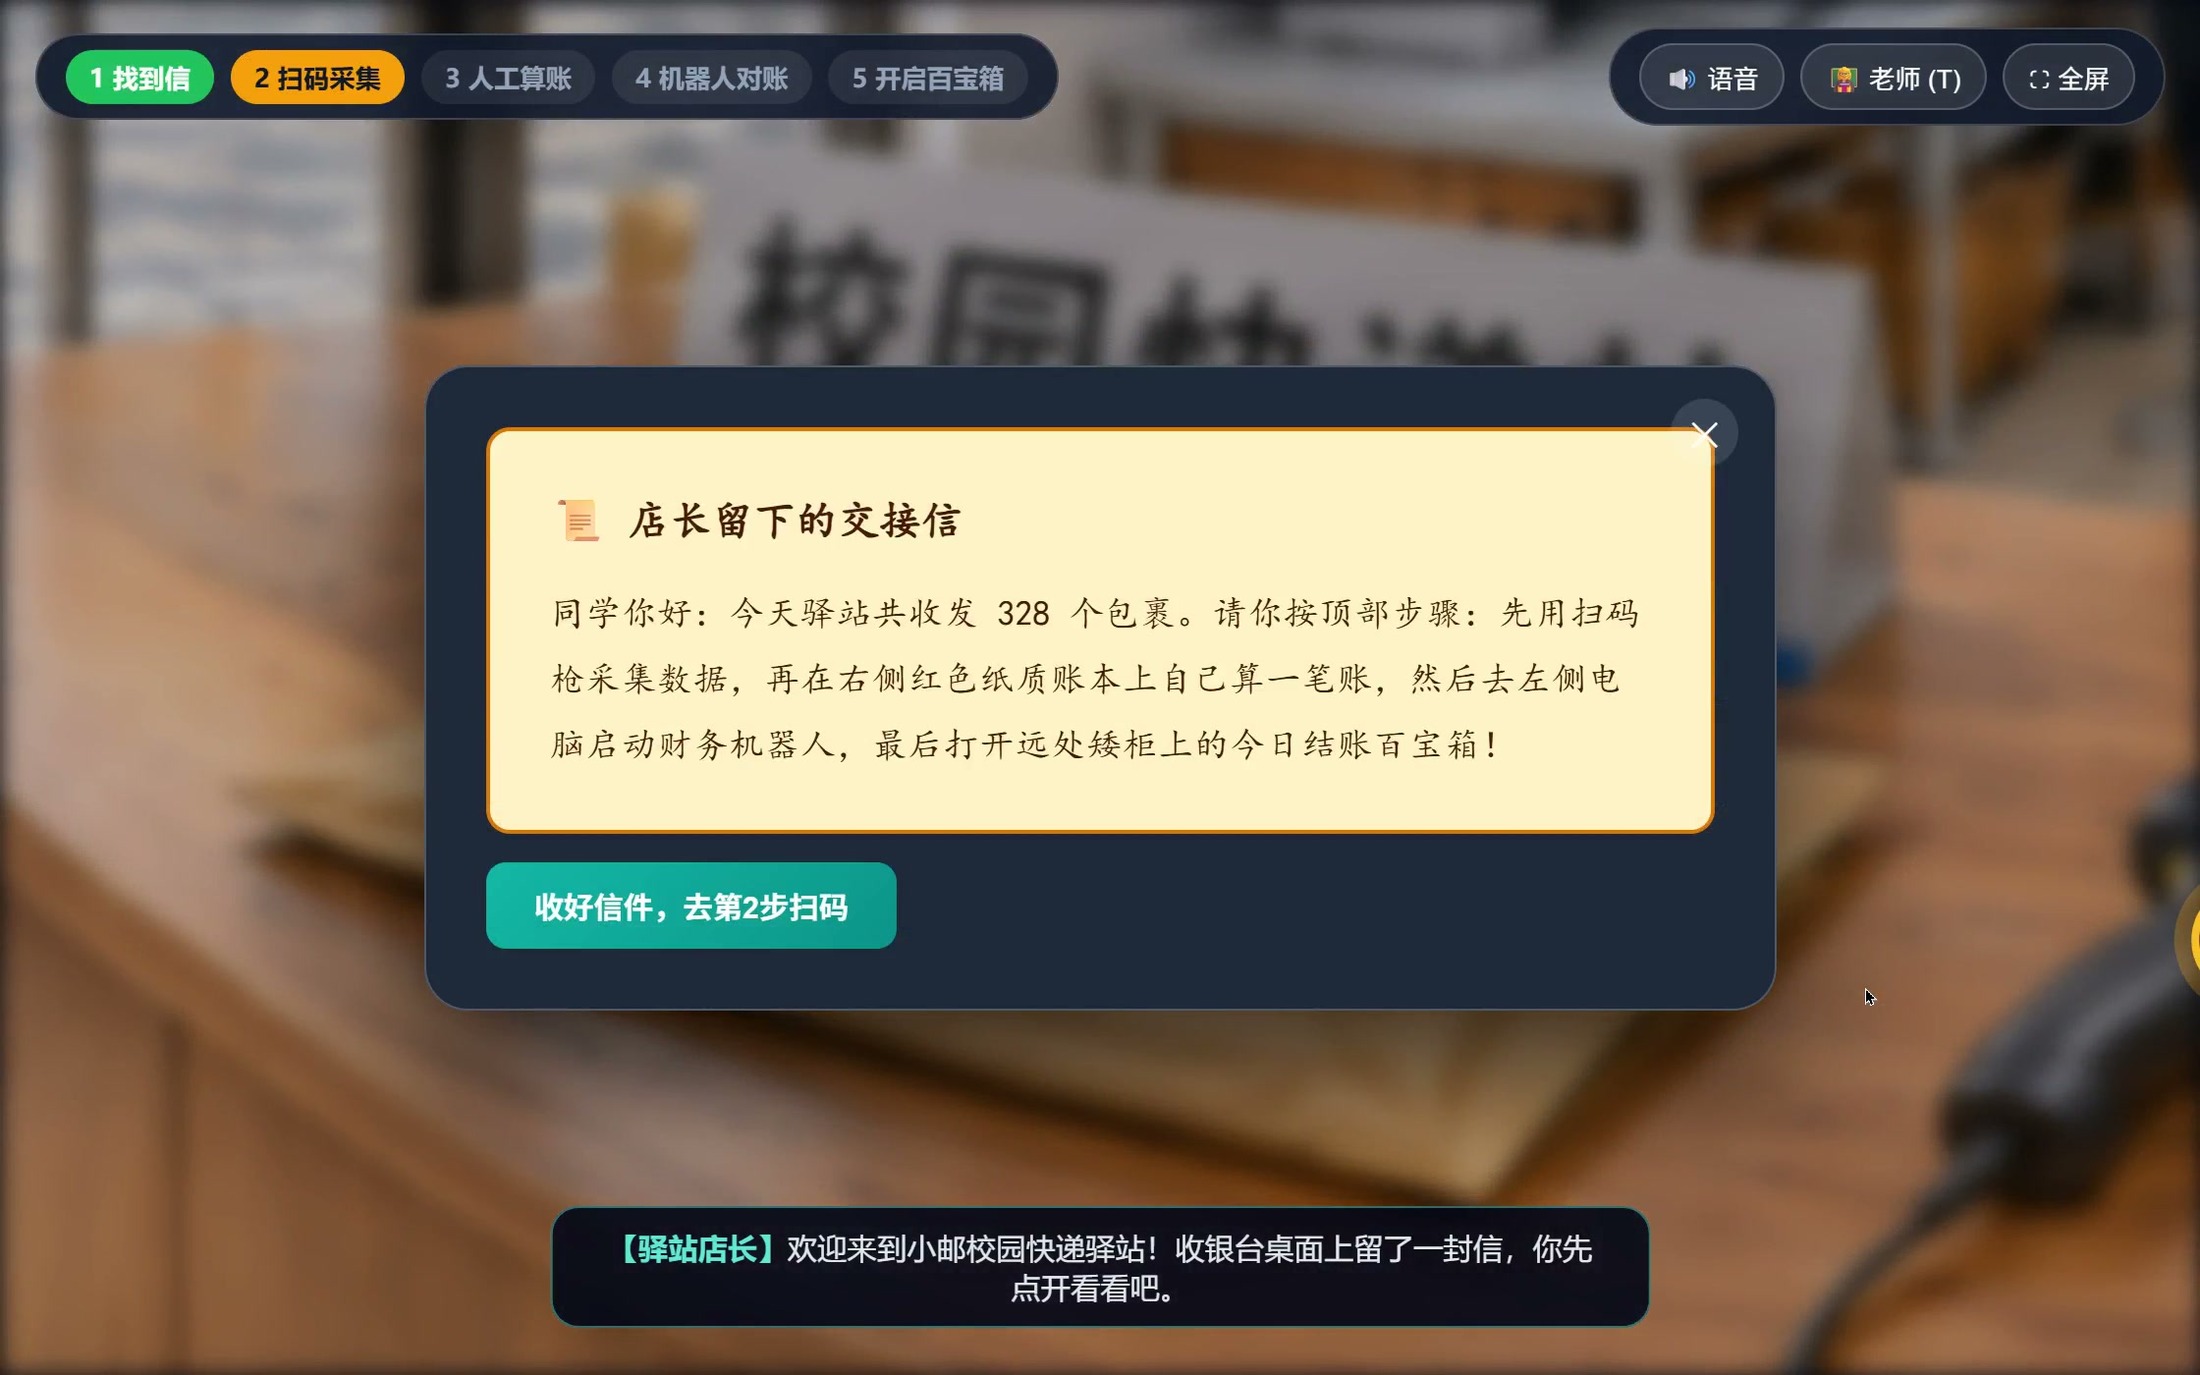 1 找到信
2 扫码采集
3 人工算账
4 机器人对账
5 开启百宝箱
语音
老师 (T)
全屏
校园快递站
店长留下的交接信
同学你好：今天驿站共收发 328 个包裹。请你按顶部步骤：先用扫码
枪采集数据，再在右侧红色纸质账本上自己算一笔账，然后去左侧电
脑启动财务机器人，最后打开远处矮柜上的今日结账百宝箱！
收好信件，去第2步扫码
【驿站店长】欢迎来到小邮校园快递驿站！收银台桌面上留了一封信，你先
点开看看吧。